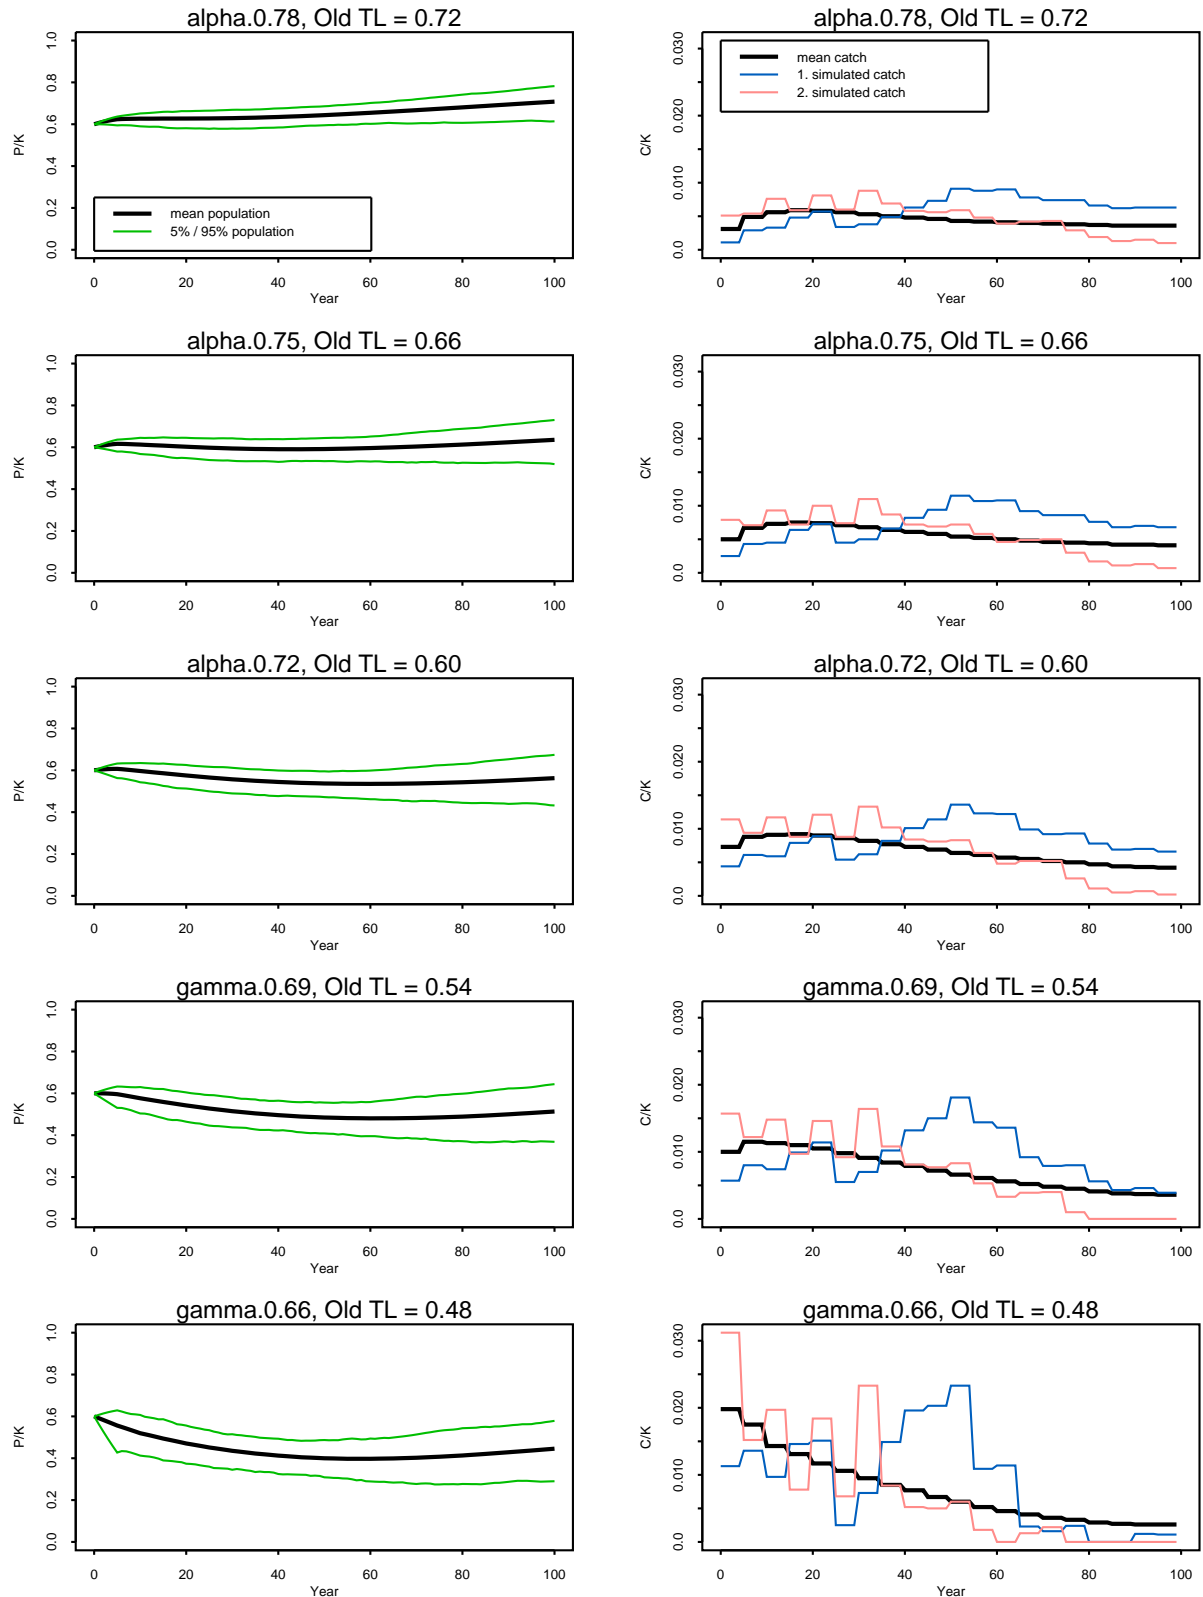 alpha.0.78, Old TL = 0.72
1.0
0.8
0.6
0.4
0.2
0.0
P/K
mean population
5% / 95% population
0 20 40 60 80 100
Year
alpha.0.78, Old TL = 0.72
0.030
0.020
0.010
0.0
C/K
mean catch
1. simulated catch
2. simulated catch
0 20 40 60 80 100
Year
alpha.0.75, Old TL = 0.66
1.0
0.8
0.6
0.4
0.2
0.0
P/K
0 20 40 60 80 100
Year
alpha.0.75, Old TL = 0.66
0.030
0.020
0.010
0.0
C/K
0 20 40 60 80 100
Year
alpha.0.72, Old TL = 0.60
1.0
0.8
0.6
0.4
0.2
0.0
P/K
0 20 40 60 80 100
Year
alpha.0.72, Old TL = 0.60
0.030
0.020
0.010
0.0
C/K
0 20 40 60 80 100
Year
gamma.0.69, Old TL = 0.54
1.0
0.8
0.6
0.4
0.2
0.0
P/K
0 20 40 60 80 100
Year
gamma.0.69, Old TL = 0.54
0.030
0.020
0.010
0.0
C/K
0 20 40 60 80 100
Year
gamma.0.66, Old TL = 0.48
1.0
0.8
0.6
0.4
0.2
0.0
P/K
0 20 40 60 80 100
Year
gamma.0.66, Old TL = 0.48
0.030
0.020
0.010
0.0
C/K
0 20 40 60 80 100
Year